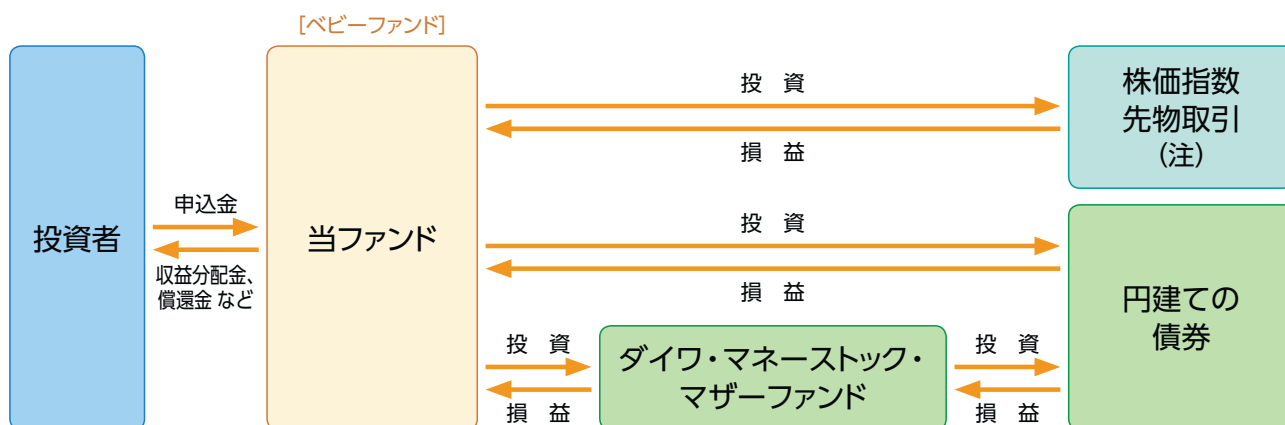 [ベビーファンド]
投資者
申込金
収益分配金、
償還金 など
当ファンド
投 資
損 益
株価指数
先物取引
(注)
投 資
損 益
投 資
損 益
ダイワ・マネーストック・
マザーファンド
投 資
損 益
円建ての
債券